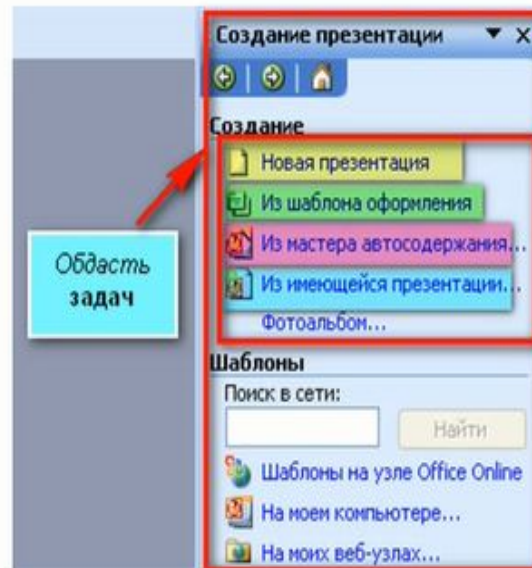 Создание презентации
Создание
Новая презентация
Из шаблона оформления
Из мастера автосодержания...
Из имеющейся презентации...
Фотоальбом...
Обдасть
задач
Шаблоны
Поиск в сети:
Найти
Шаблоны на узле Office Online
На моем компьютере...
На моих веб-узлах...